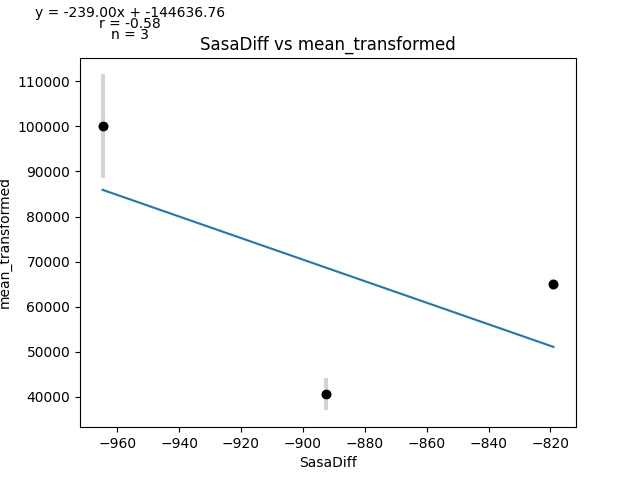 y = -239.00x + -144636.76
r = -0.58
n = 3
SasaDiff vs mean_transformed
110000
100000
90000
80000
70000
60000
50000
40000
mean_transformed
−960
−940
−920
−900
−880
−860
−840
−820
SasaDiff